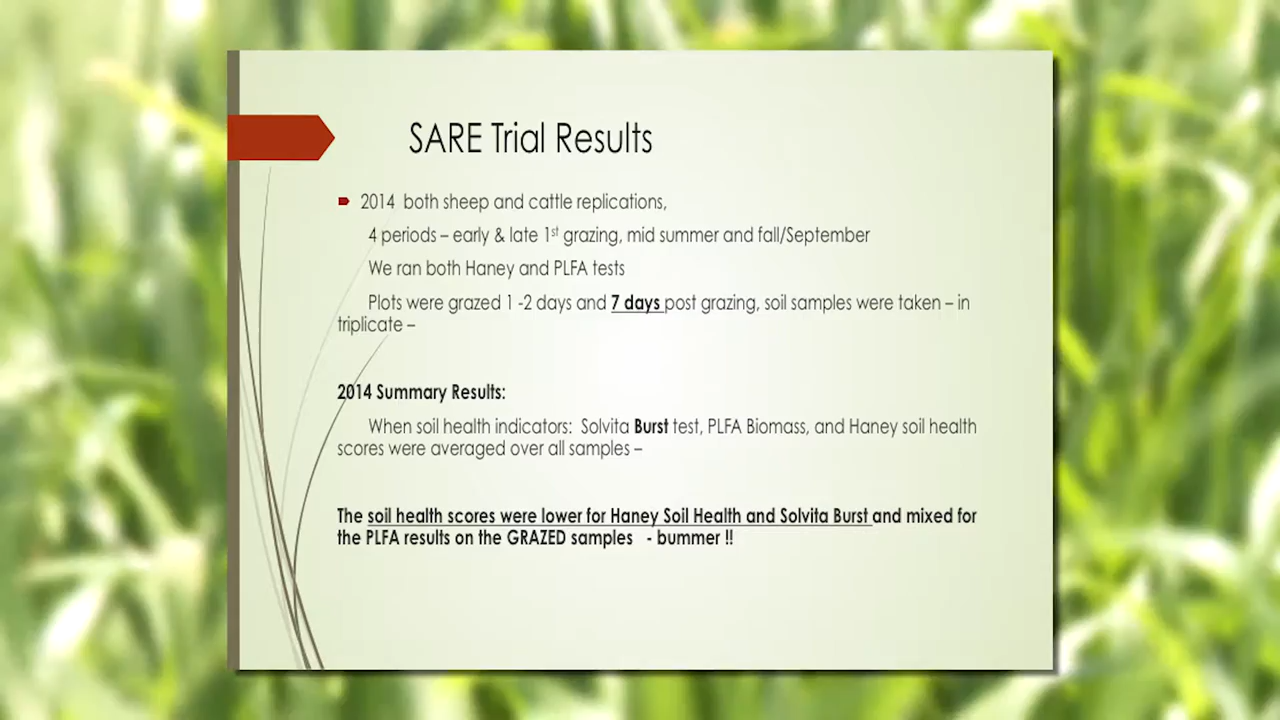 SARE Trial Results
2014 both sheep and cattle replications,
4 periods – early & late 1st grazing, mid summer and fall/September
We ran both Haney and PLFA tests
Plots were grazed 1 -2 days and 7 days post grazing, soil samples were taken – in
triplicate –
2014 Summary Results:
When soil health indicators: Solvita Burst test, PLFA Biomass, and Haney soil health
scores were averaged over all samples –
The soil health scores were lower for Haney Soil Health and Solvita Burst and mixed for
the PLFA results on the GRAZED samples - bummer !!